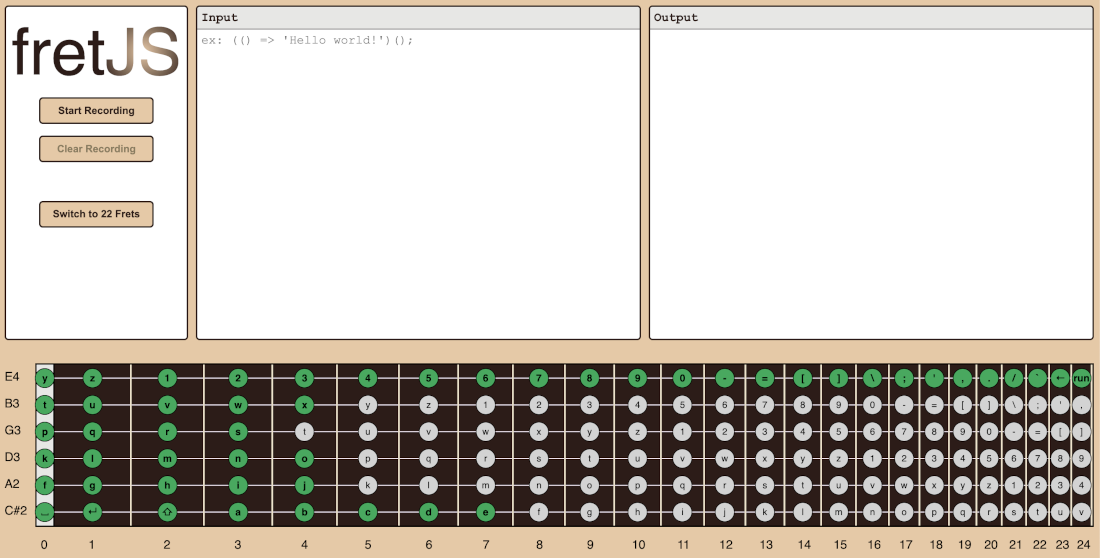 fretJS
Start Recording
Clear Recording
Switch to 22 Frets
Input
ex: (() => 'Hello world!')();
Output
E4 y z 1 2 3 4 5 6 7 8 9 0 - = [ ] \ ; ' , . / ` ← run
B3 t u v w x y z 1 2 3 4 5 6 7 8 9 0 - = [ ] \ ; ' ,
G3 p q r s t u v w x y z 1 2 3 4 5 6 7 8 9 0 - = [ ]
D3 k l m n o p q r s t u v w x y z 1 2 3 4 5 6 7 8 9
A2 f g h i j k l m n o p q r s t u v w x y z 1 2 3 4
C#2 ⎵ ↵ ⇧ a b c d e f g h i j k l m n o p q r s t u v
0 1 2 3 4 5 6 7 8 9 10 11 12 13 14 15 16 17 18 19 20 21 22 23 24